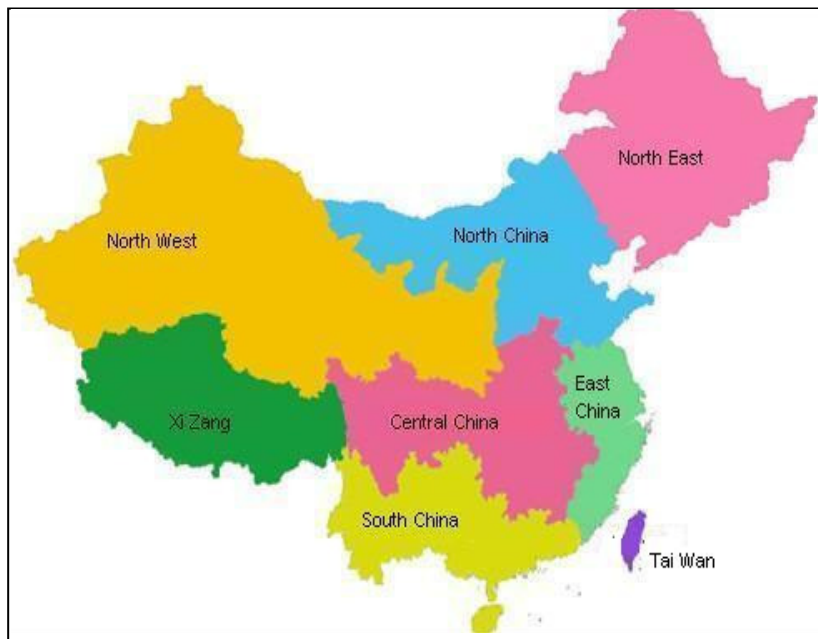 North East
North China
North West
East
China
Xi Zang
Central China
South China
Tai Wan